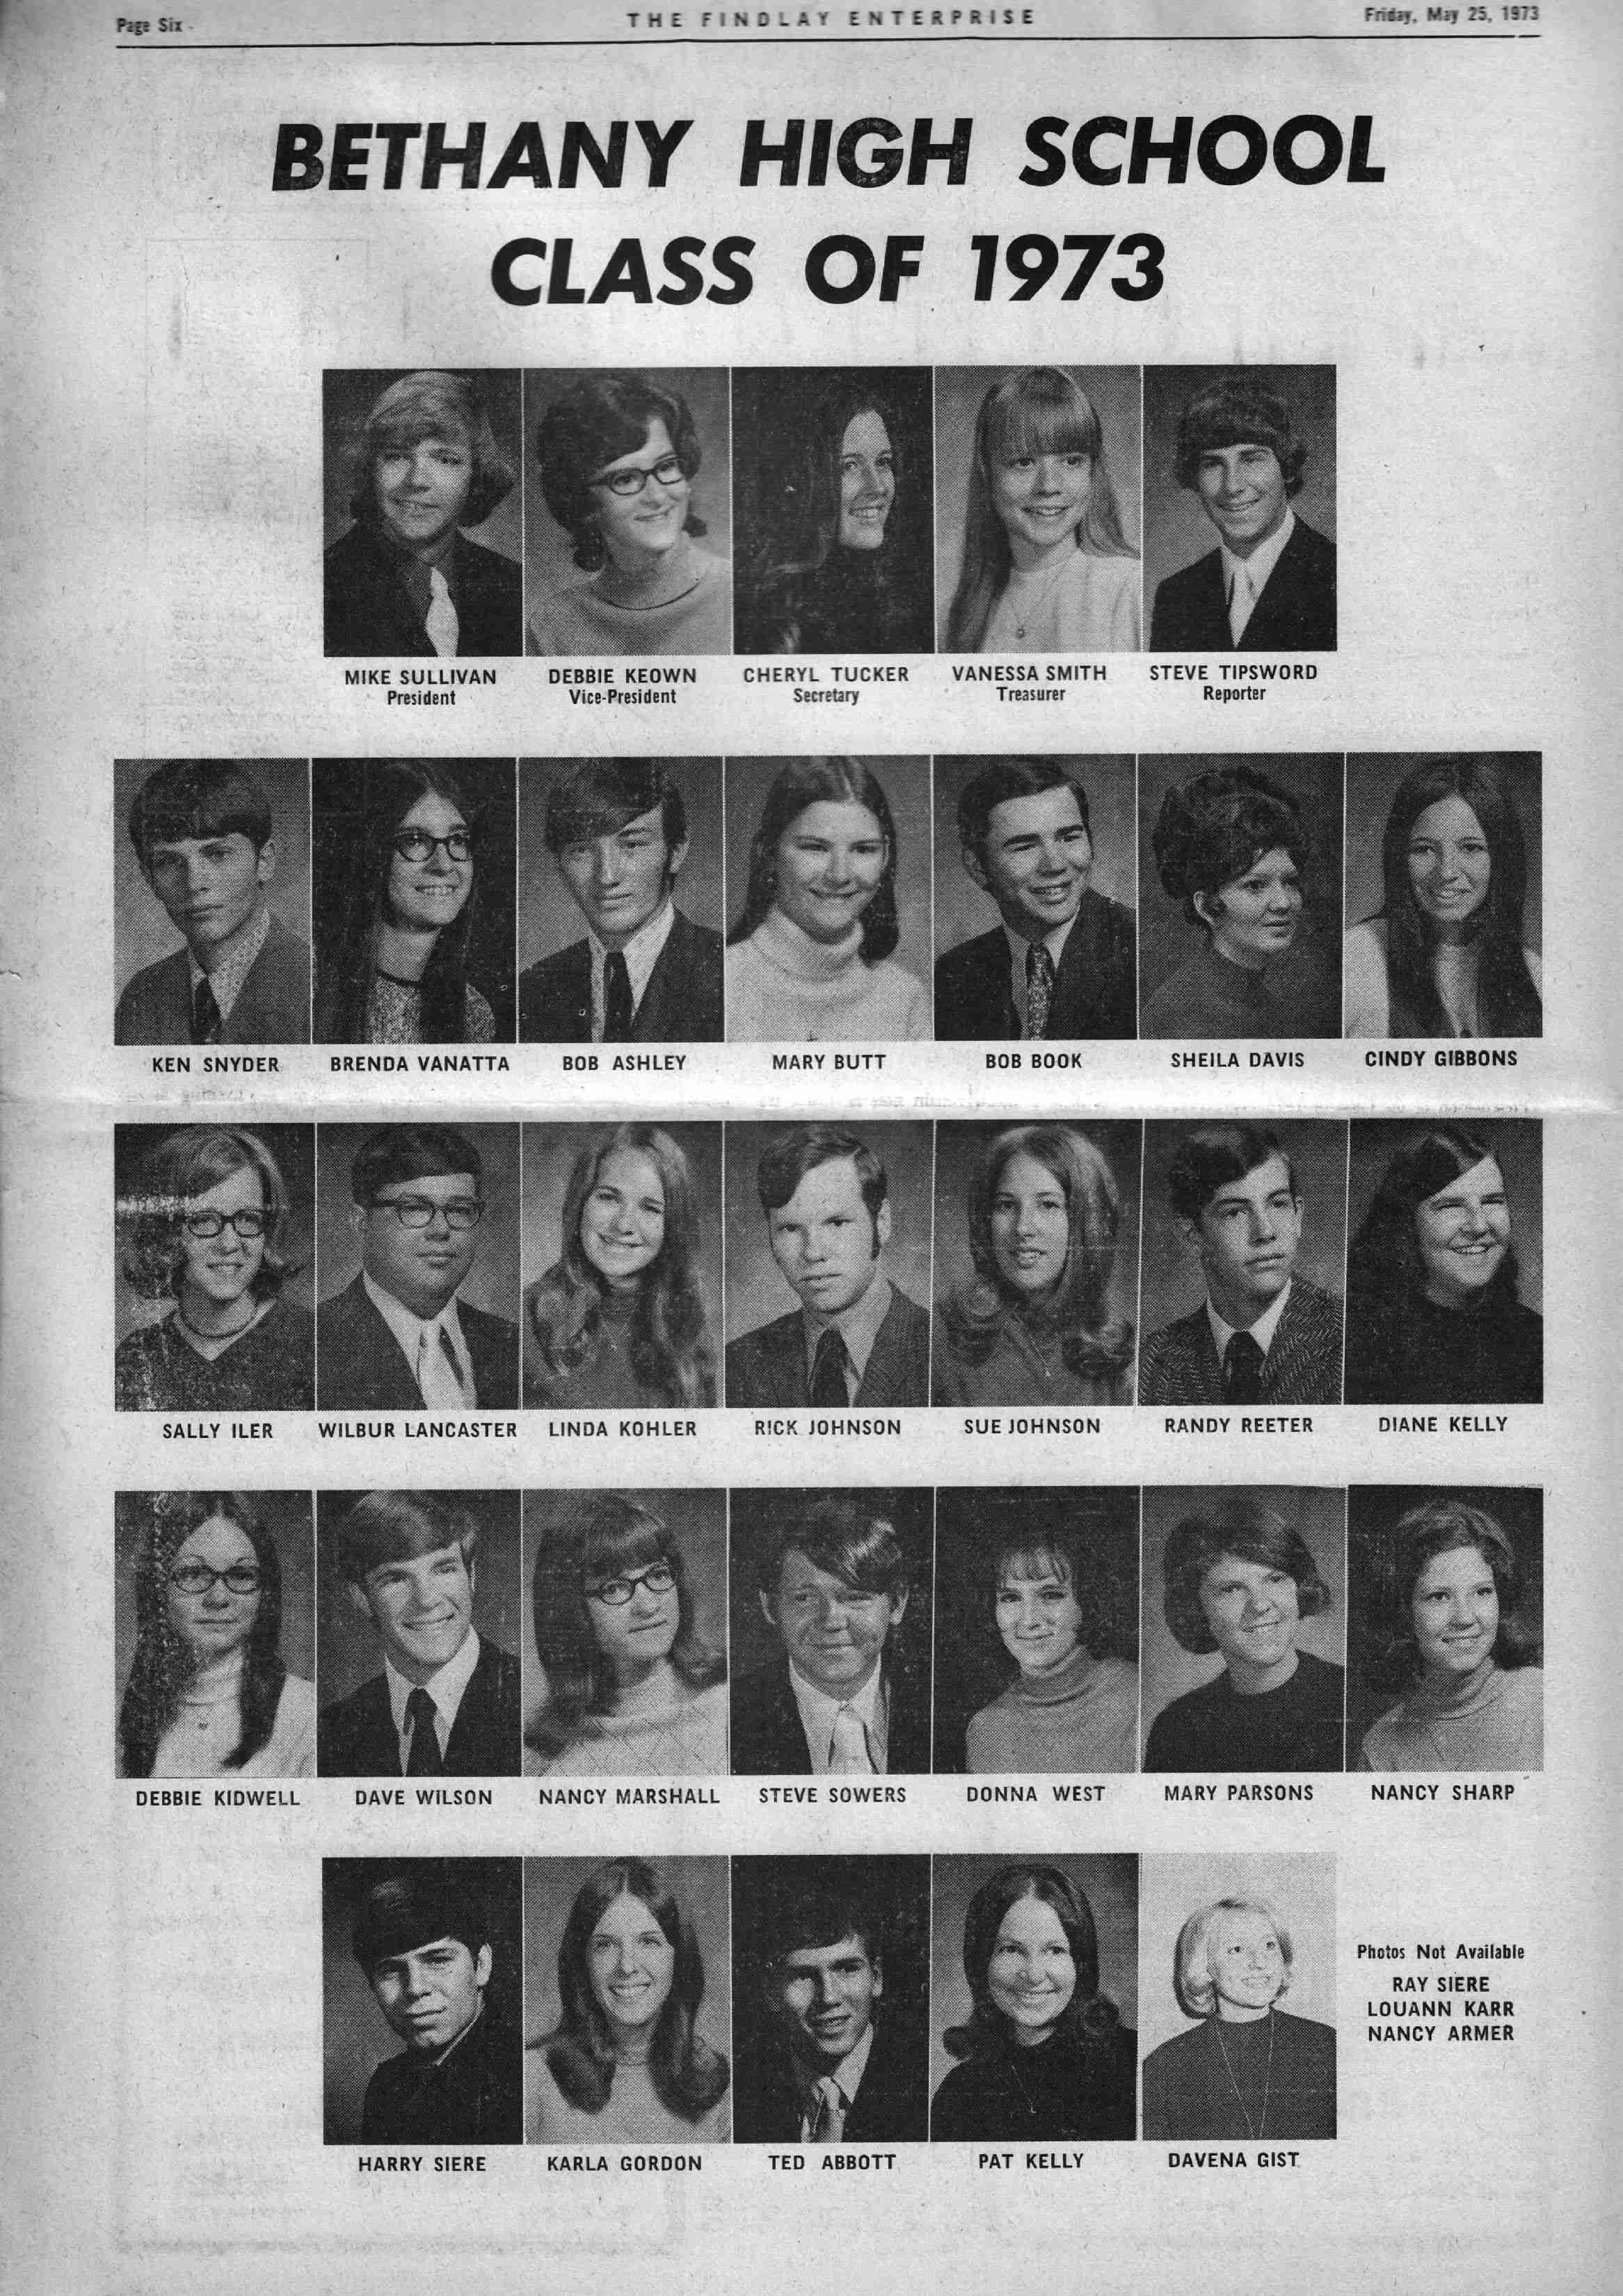 Page Six
THE FINDLAY ENTERPRISE
Friday, May 25, 1973
BETHANY HIGH SCHOOL
CLASS OF 1973
MIKE SULLIVAN
President
DEBBIE KEOWN
Vice-President
CHERYL TUCKER
Secretary
VANESSA SMITH
Treasurer
STEVE TIPSWORD
Reporter
KEN SNYDER
BRENDA VANATTA
BOB ASHLEY
MARY BUTT
BOB BOOK
SHEILA DAVIS
CINDY GIBBONS
SALLY ILER
WILBUR LANCASTER
LINDA KOHLER
RICK JOHNSON
SUE JOHNSON
RANDY REETER
DIANE KELLY
DEBBIE KIDWELL
DAVE WILSON
NANCY MARSHALL
STEVE SOWERS
DONNA WEST
MARY PARSONS
NANCY SHARP
Photos Not Available
RAY SIERE
LOUANN KARR
NANCY ARMER
HARRY SIERE
KARLA GORDON
TED ABBOTT
PAT KELLY
DAVENA GIST